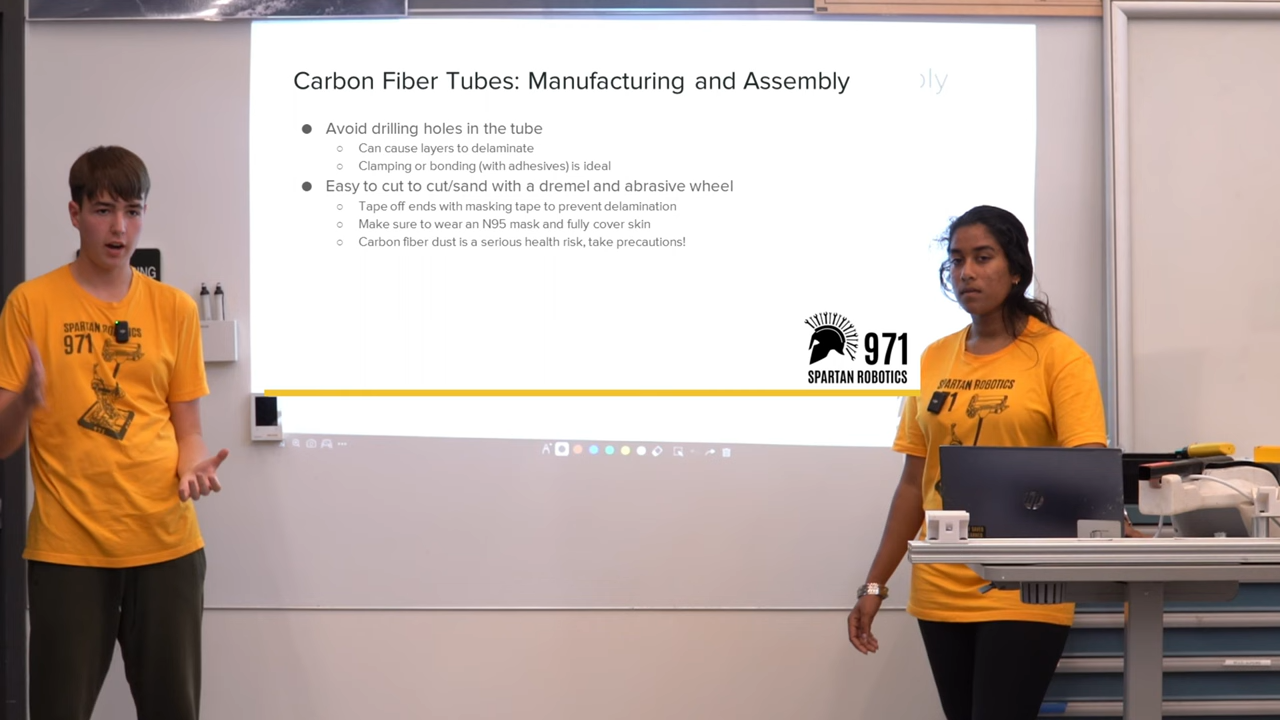 Carbon Fiber Tubes: Manufacturing and Assembly
Avoid drilling holes in the tube
Can cause layers to delaminate
Clamping or bonding (with adhesives) is ideal
Easy to cut to cut/sand with a dremel and abrasive wheel
Tape off ends with masking tape to prevent delamination
Make sure to wear an N95 mask and fully cover skin
Carbon fiber dust is a serious health risk, take precautions!
971
SPARTAN ROBOTICS
SPARTAN ROBOTICS
971
SPARTAN ROBOTICS
71
NG
hp